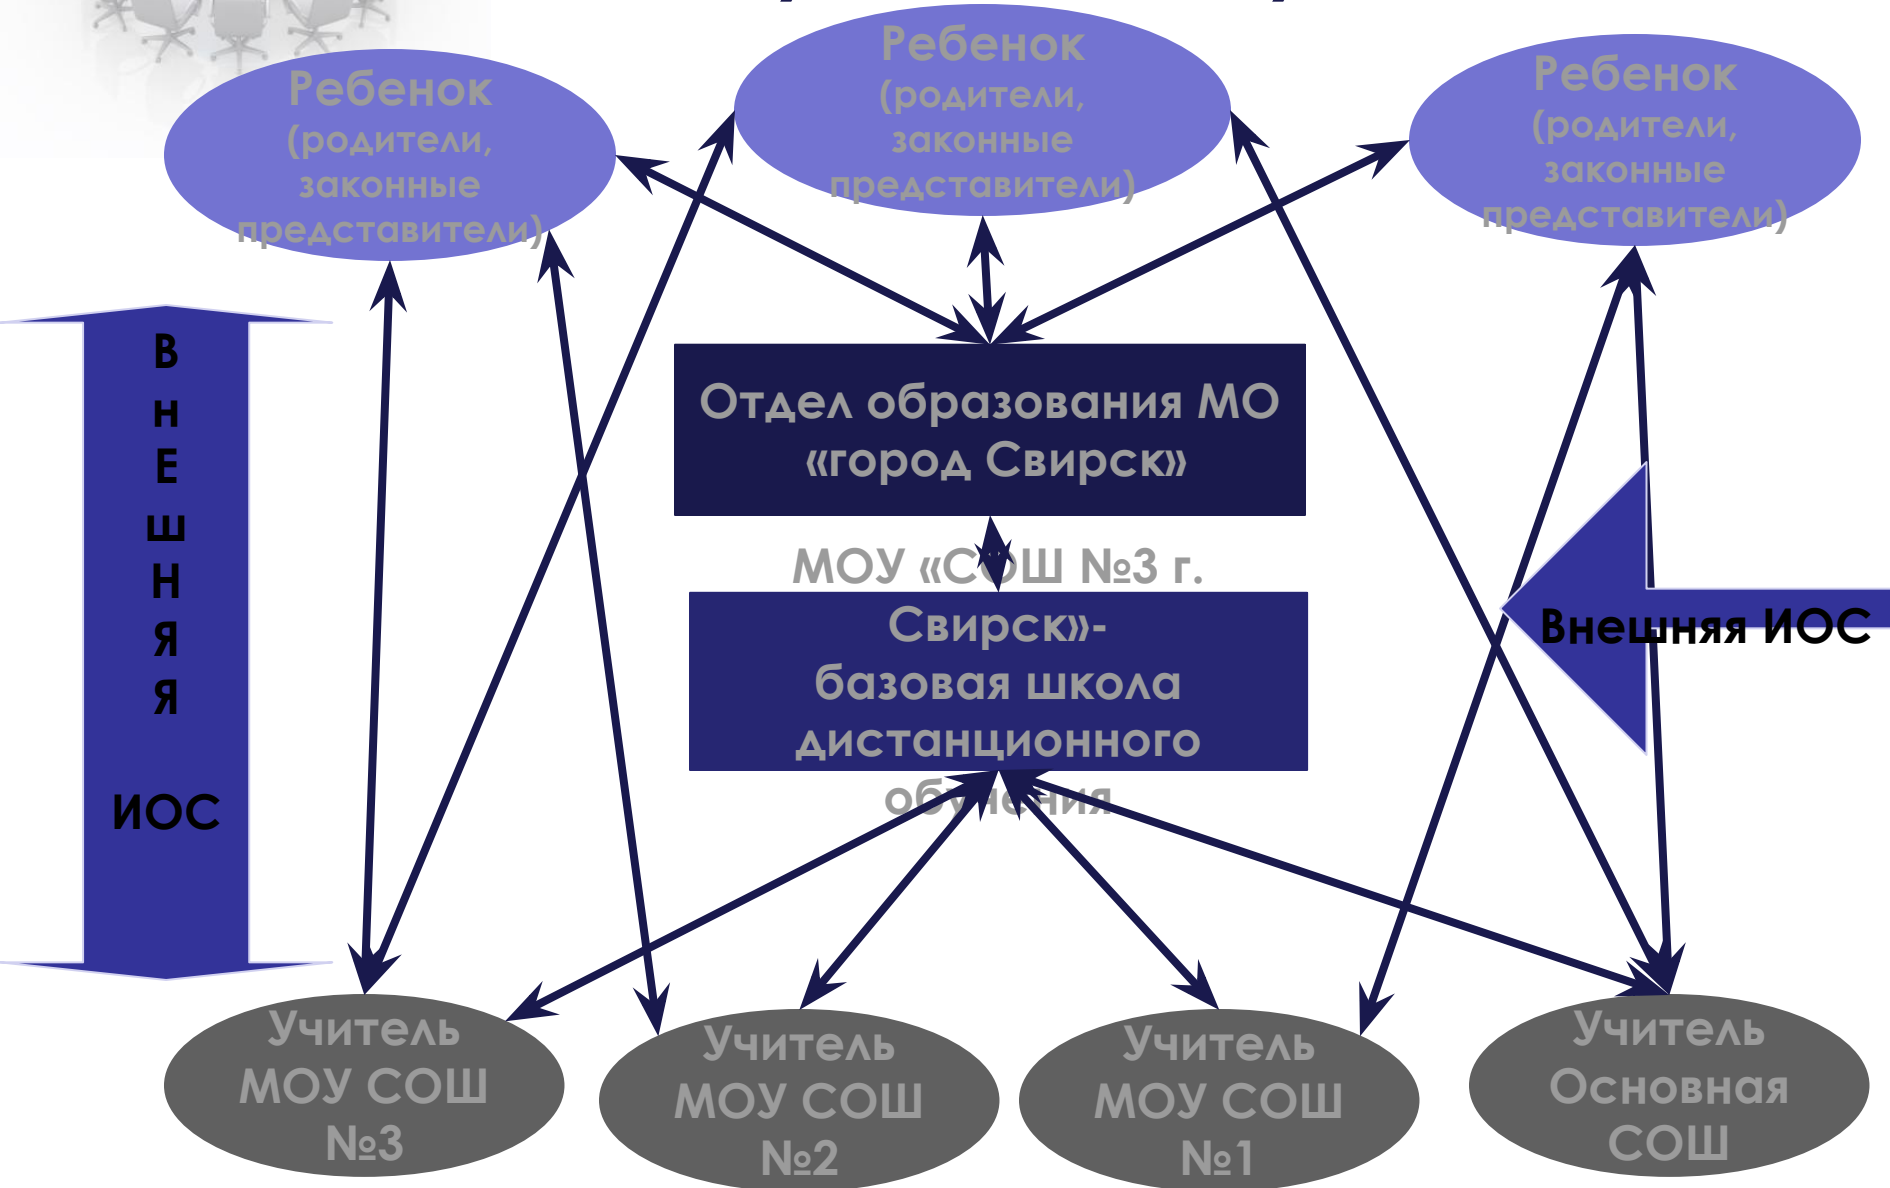 Ребенок
(родители,
законные
представители)
Ребенок
(родители,
законные
представители)
Ребенок
(родители,
законные
представители)
В
н
Е
ш
Н
Я
Я
ИОС
Отдел образования МО
«город Свирск»
МОУ «СОШ №3 г.
Свирск»-
базовая школа
дистанционного
обучения
Внешняя ИОС
Учитель
МОУ СОШ
№3
Учитель
МОУ СОШ
№2
Учитель
МОУ СОШ
№1
Учитель
Основная
СОШ